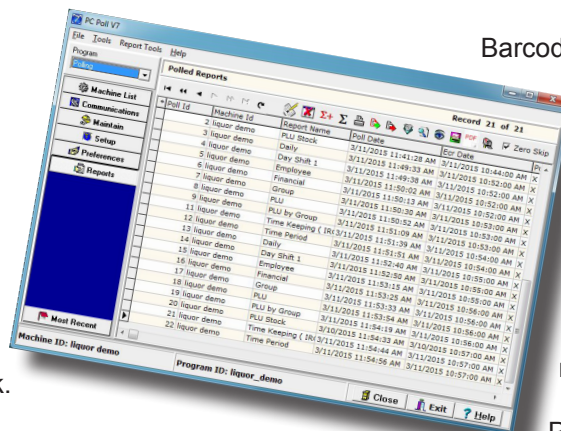 Barcod
PC Poll V7
File Tools Report Tools Help
Program
Polling
Polled Reports
Record 21 of 21
Machine List
Communications
Maintain
Setup
Preferences
Reports
Most Recent
Zero Skip
Poll Id Machine Id Report Name Poll Date Ecr Date
2 liquor demo PLU Stock 3/11/2015 11:41:28 AM 3/11/2015 10:44:00 AM X
3 liquor demo Daily 3/11/2015 11:49:33 AM 3/11/2015 10:52:00 AM X
4 liquor demo Day Shift 1 3/11/2015 11:49:38 AM 3/11/2015 10:52:00 AM X
5 liquor demo Employee 3/11/2015 11:50:02 AM 3/11/2015 10:52:00 AM X
6 liquor demo Financial 3/11/2015 11:50:13 AM 3/11/2015 10:52:00 AM X
7 liquor demo Group 3/11/2015 11:50:30 AM 3/11/2015 10:53:00 AM X
8 liquor demo PLU 3/11/2015 11:50:52 AM 3/11/2015 10:53:00 AM X
9 liquor demo PLU by Group 3/11/2015 11:51:09 AM
11 liquor demo Time Keeping ( IR( 3/11/2015 11:51:39 AM 3/11/2015 10:54:00 AM X
12 liquor demo Time Period 3/11/2015 11:51:51 AM 3/11/2015 10:54:00 AM X
13 liquor demo Daily 3/11/2015 11:52:40 AM 3/11/2015 10:55:00 AM X
14 liquor demo Day Shift 1 3/11/2015 11:52:50 AM 3/11/2015 10:55:00 AM X
15 liquor demo Employee 3/11/2015 11:53:15 AM 3/11/2015 10:55:00 AM X
16 liquor demo Financial 3/11/2015 11:53:25 AM 3/11/2015 10:56:00 AM X
17 liquor demo Group 3/11/2015 11:53:33 AM 3/11/2015 10:56:00 AM X
18 liquor demo PLU 3/11/2015 11:53:54 AM 3/11/2015 10:56:00 AM X
19 liquor demo PLU by Group 3/11/2015 11:54:19 AM
20 liquor demo PLU Stock 3/10/2015 11:54:33 AM 3/10/2015 10:57:00 AM X
21 liquor demo Time Keeping ( IR( 3/11/2015 11:54:44 AM 3/11/2015 10:57:00 AM X
22 liquor demo Time Period 3/11/2015 11:54:56 AM 3/11/2015 10:57:00 AM X
Machine ID: liquor demo
Program ID: liquor_demo
Close Exit Help
k.